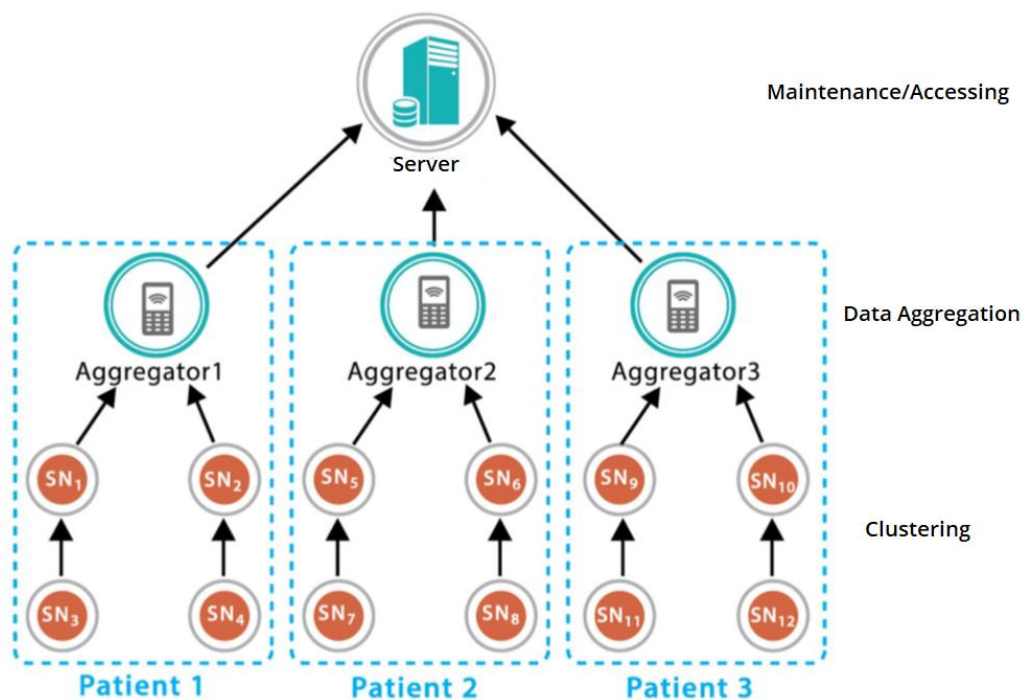 Maintenance/Accessing
Server
Data Aggregation
Aggregator1 Aggregator2 Aggregator3
SN₁ SN₂ SN₅ SN₆ SN₉ SN₁₀
Clustering
SN₃ SN₄ SN₇ SN₈ SN₁₁ SN₁₂
Patient 1 Patient 2 Patient 3